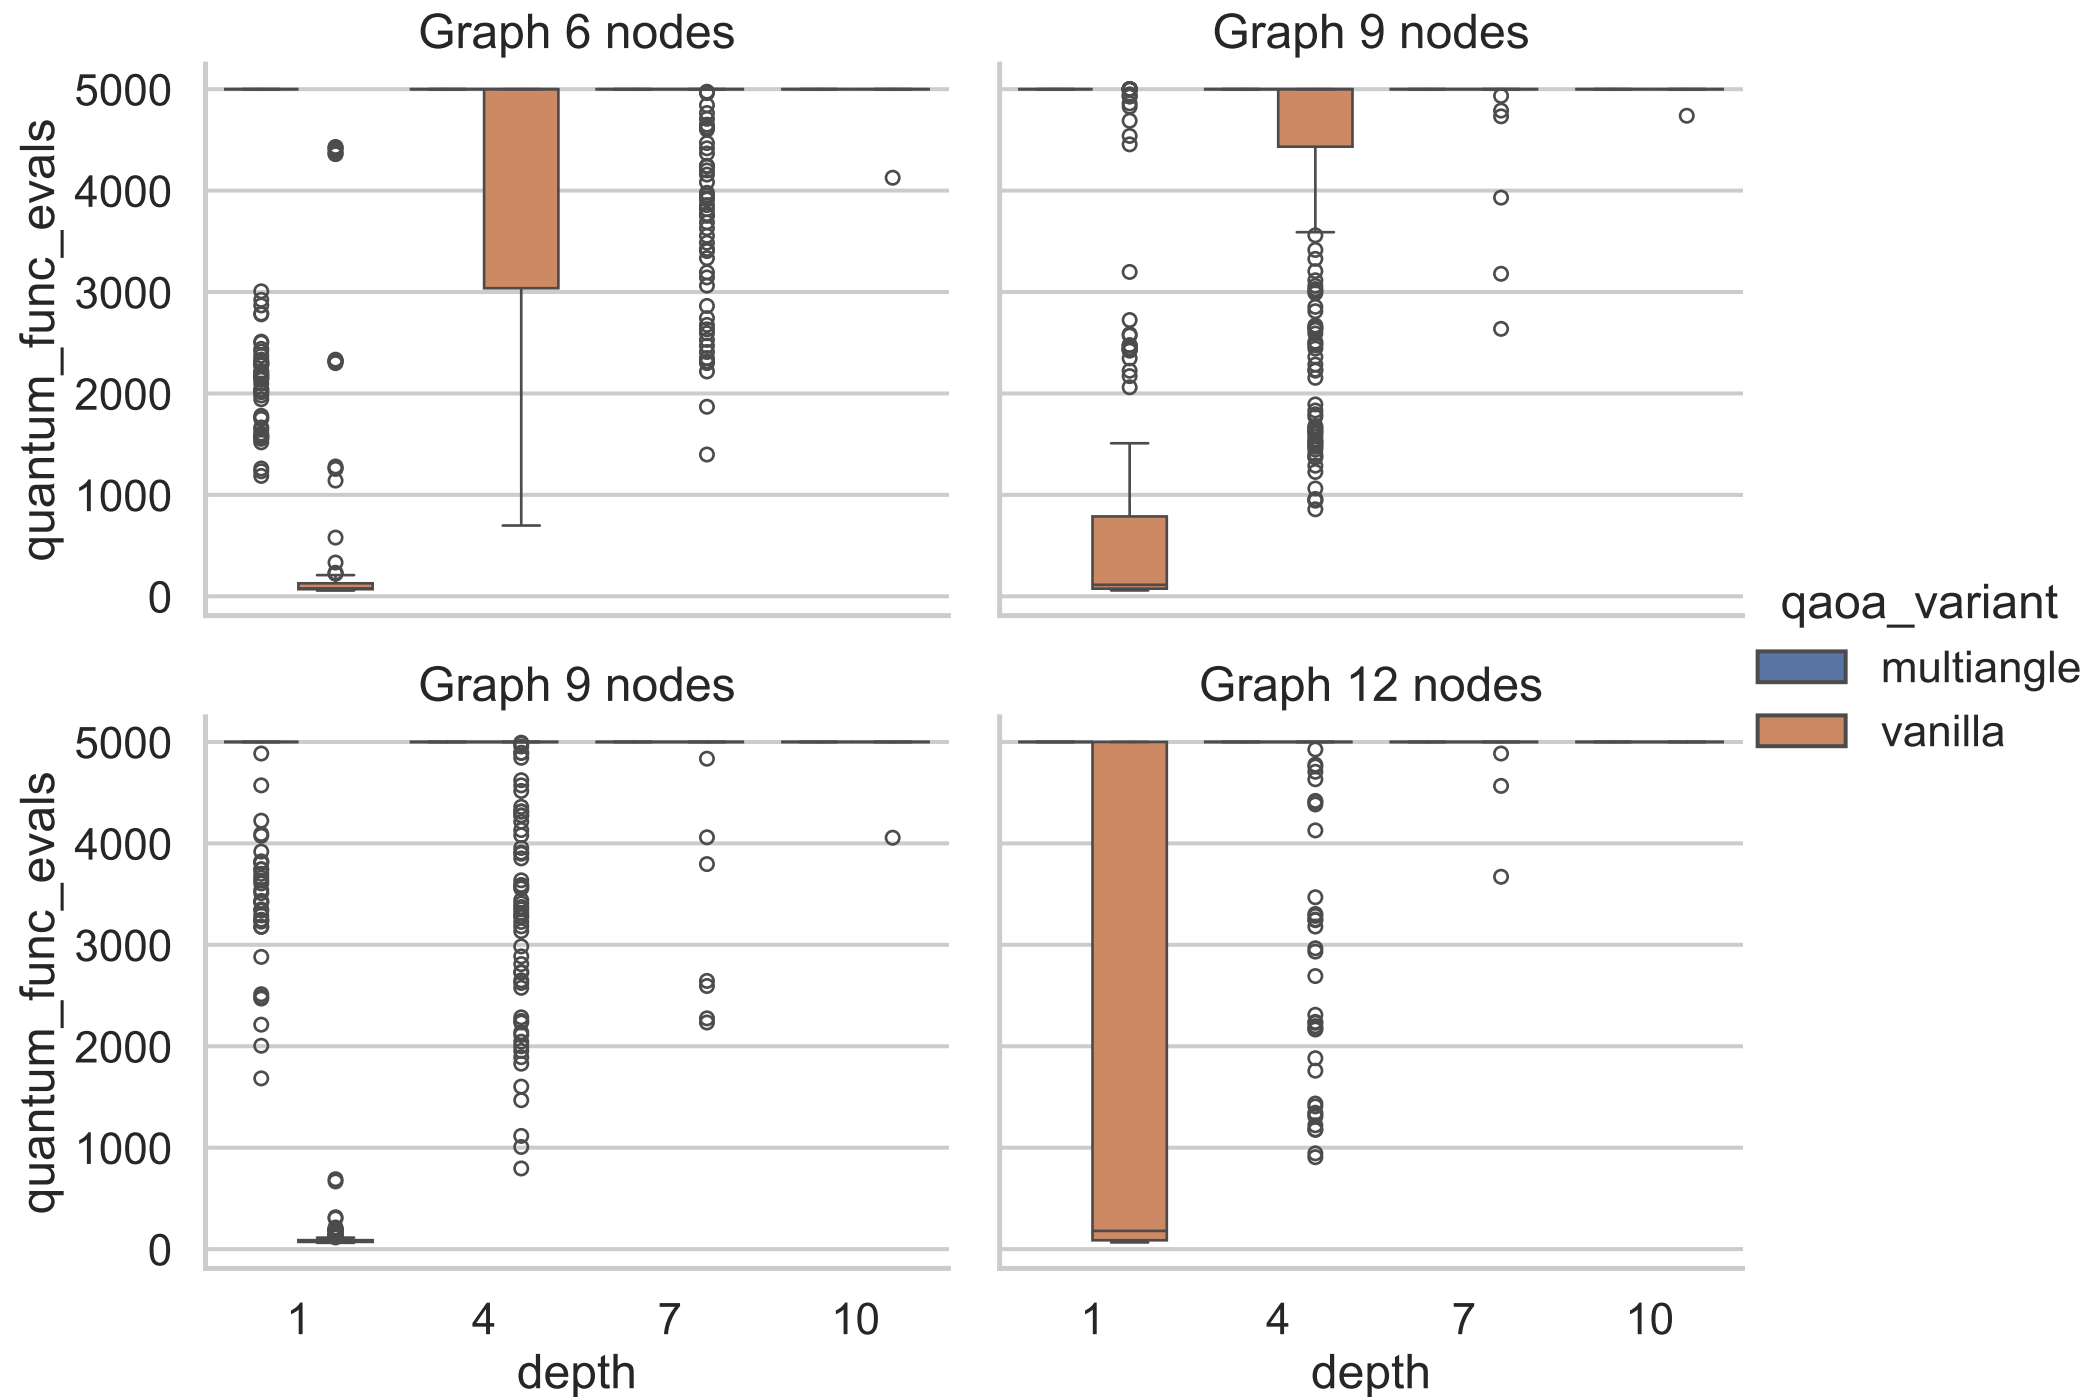 Graph 6 nodes
Graph 9 nodes
quantum_func_evals
5000
4000
3000
2000
1000
0
qaoa_variant
multiangle
vanilla
Graph 9 nodes
Graph 12 nodes
quantum_func_evals
5000
4000
3000
2000
1000
0
1 4 7 10
1 4 7 10
depth
depth